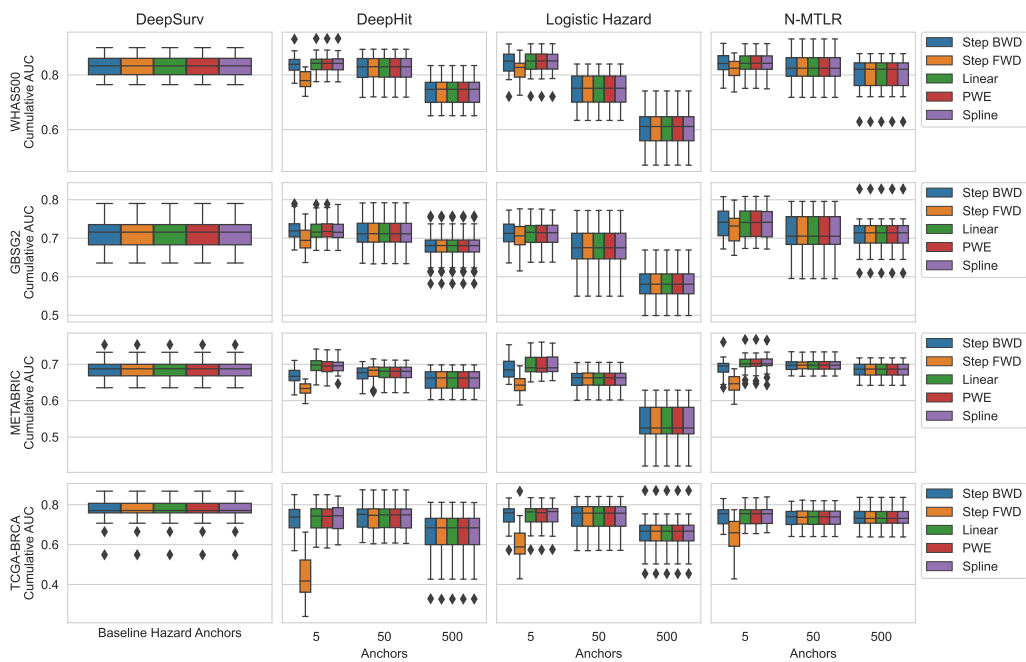 DeepSurv DeepHit Logistic Hazard N-MTLR
WHAS500
Cumulative AUC
0.8
0.6
Step BWD
Step FWD
Linear
PWE
Spline
GBSG2
Cumulative AUC
0.7
0.6
0.5
Step BWD
Step FWD
Linear
PWE
Spline
METABRIC
Cumulative AUC
0.7
0.6
0.5
Step BWD
Step FWD
Linear
PWE
Spline
TCGA-BRCA
Cumulative AUC
0.8
0.6
0.4
Step BWD
Step FWD
Linear
PWE
Spline
Baseline Hazard Anchors
5 50 500 5 50 500 5 50 500
Anchors Anchors Anchors